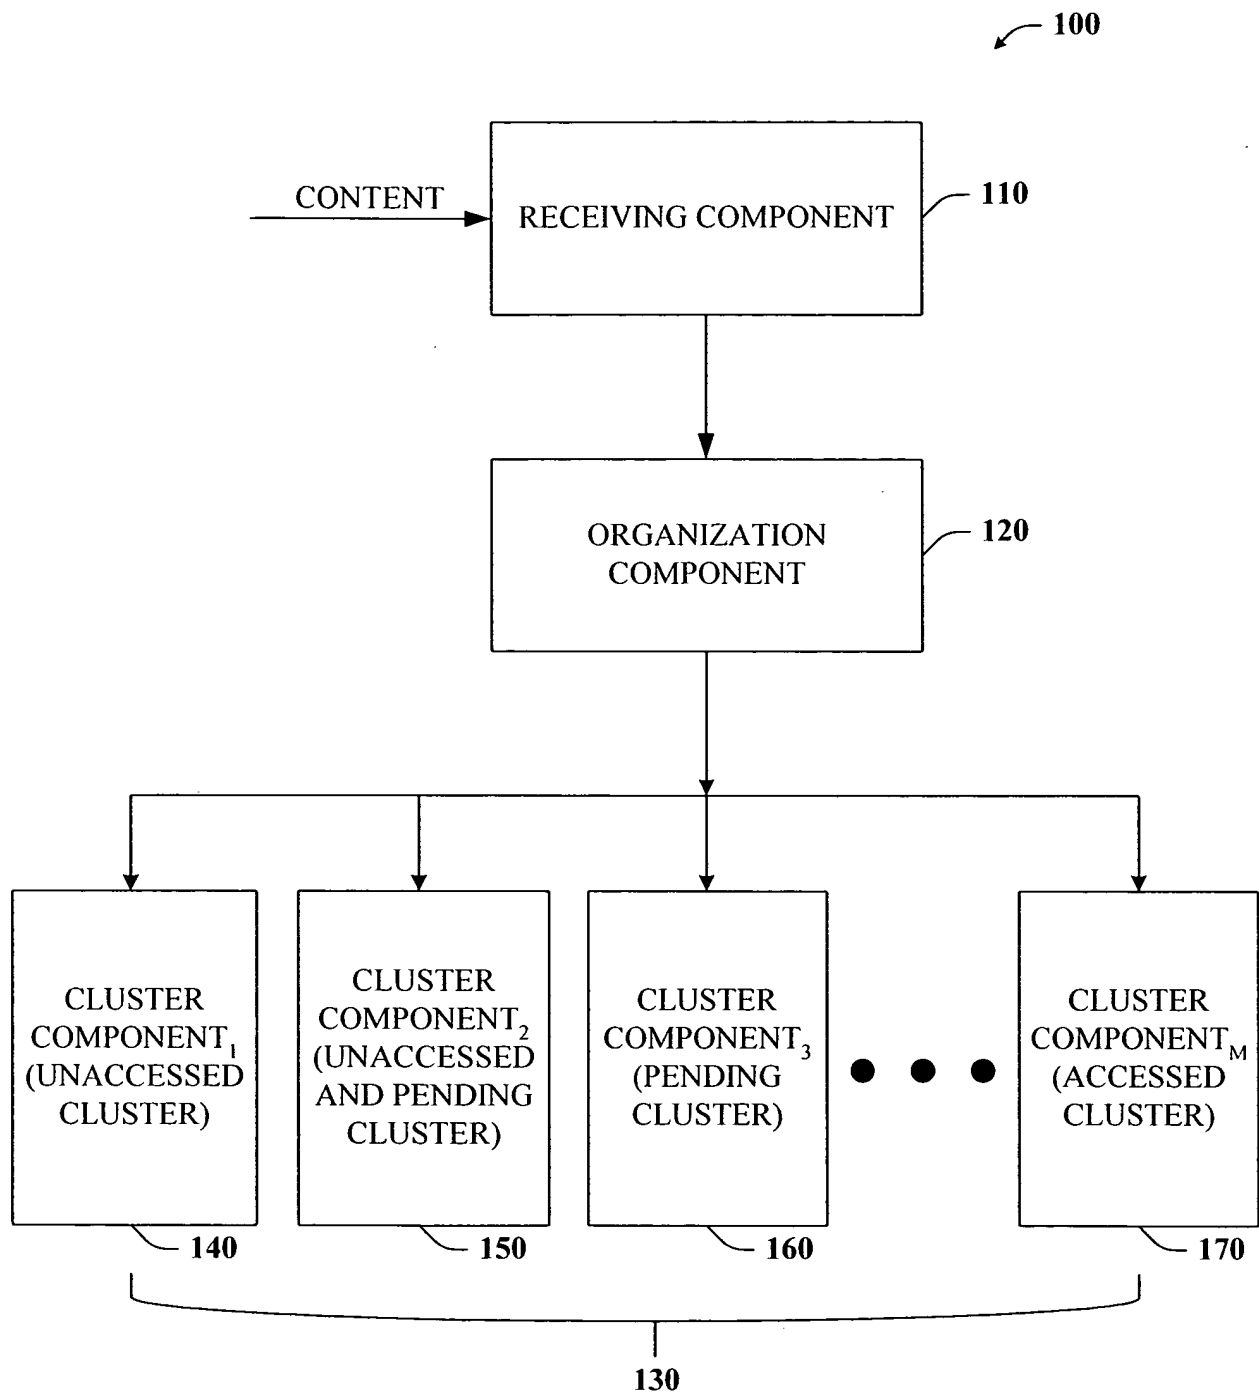 100
CONTENT
RECEIVING COMPONENT
110
ORGANIZATION
COMPONENT
120
CLUSTER
COMPONENT1
(UNACCESSED
CLUSTER)
140
CLUSTER
COMPONENT2
(UNACCESSED
AND PENDING
CLUSTER)
150
CLUSTER
COMPONENT3
(PENDING
CLUSTER)
160
CLUSTER
COMPONENTM
(ACCESSED
CLUSTER)
170
130